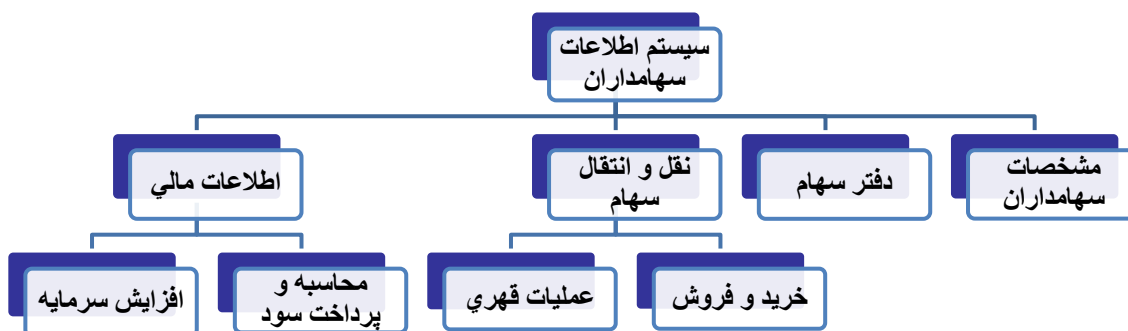 سيستم اطلاعات
سهامداران
مشخصات
سهامداران
دفتر سهام
نقل و انتقال
سهام
اطلاعات مالي
خريد و فروش
عمليات قهري
محاسبه و
پرداخت سود
افزايش سرمايه